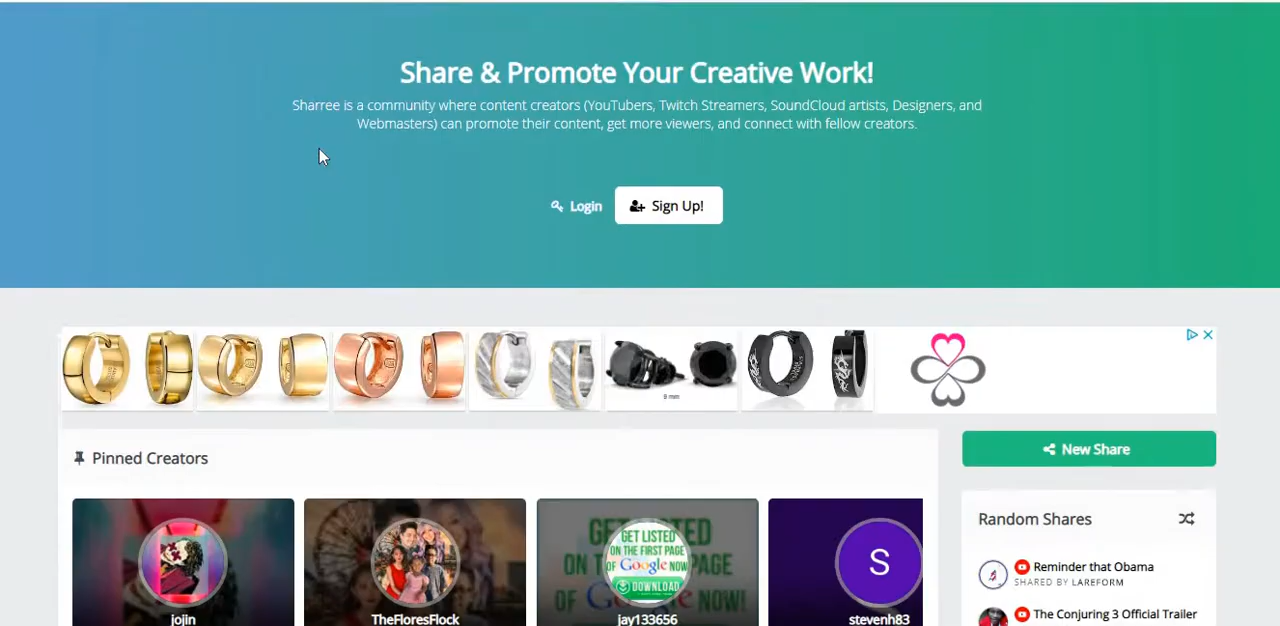 Share & Promote Your Creative Work!
Sharree is a community where content creators (YouTubers, Twitch Streamers, SoundCloud artists, Designers, and
Webmasters) can promote their content, get more viewers, and connect with fellow creators.
Login
Sign Up!
8 mm
Pinned Creators
New Share
GET LISTED
ON THE FIRST PAGE
OF Google NOW!
DOWNLOAD
S
jojin
TheFloresFlock
jay133656
stevenh83
Random Shares
Reminder that Obama
SHARED BY LAREFORM
The Conjuring 3 Official Trailer